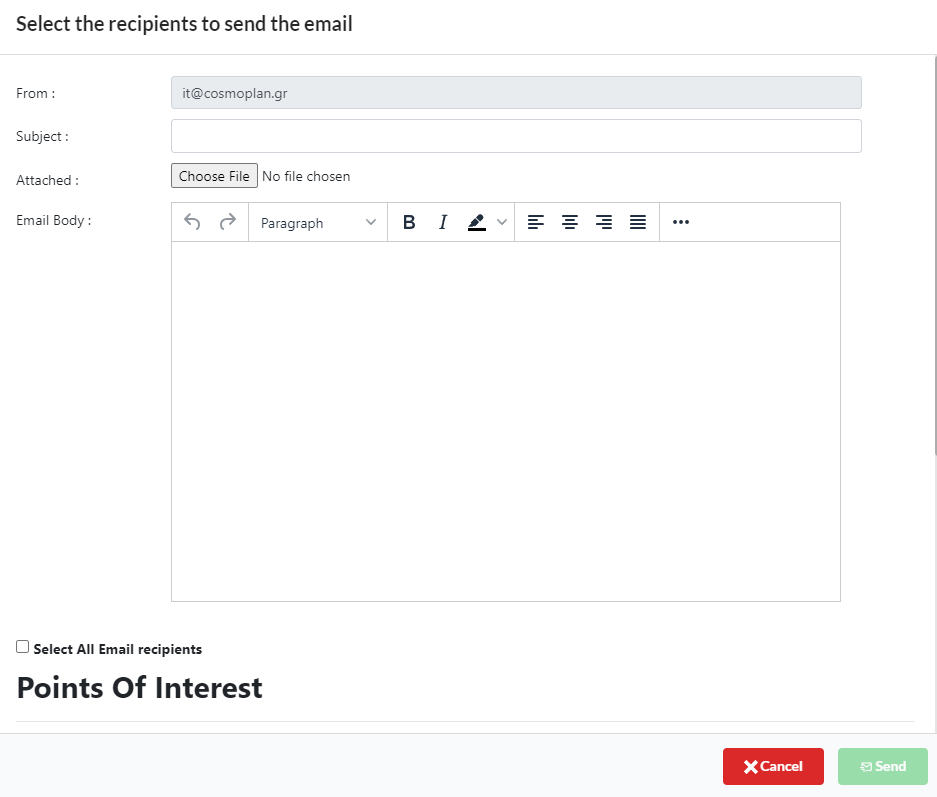 Select the recipients to send the email
From :
it@cosmoplan.gr
Subject :
Attached :
Choose File No file chosen
Email Body :
Paragraph
B I
Select All Email recipients
Points Of Interest
Cancel
Send